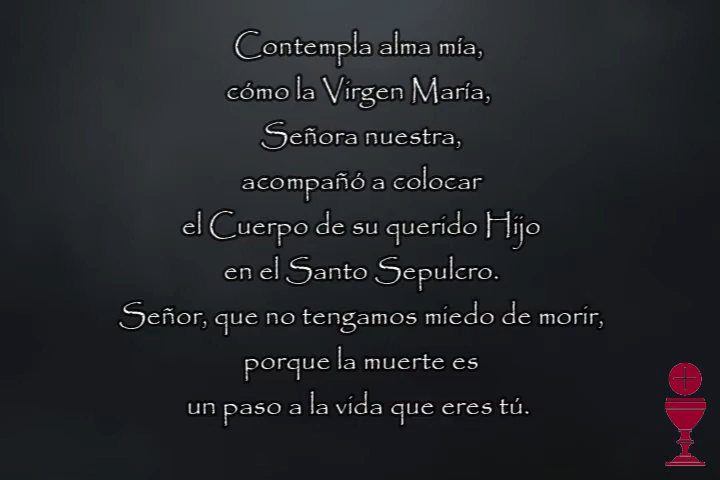 Contempla alma mía,
cómo la Virgen María,
Señora nuestra,
acompañó a colocar
el Cuerpo de su querido Hijo
en el Santo Sepulcro.
Señor, que no tengamos miedo de morir,
porque la muerte es
un paso a la vida que eres tú.